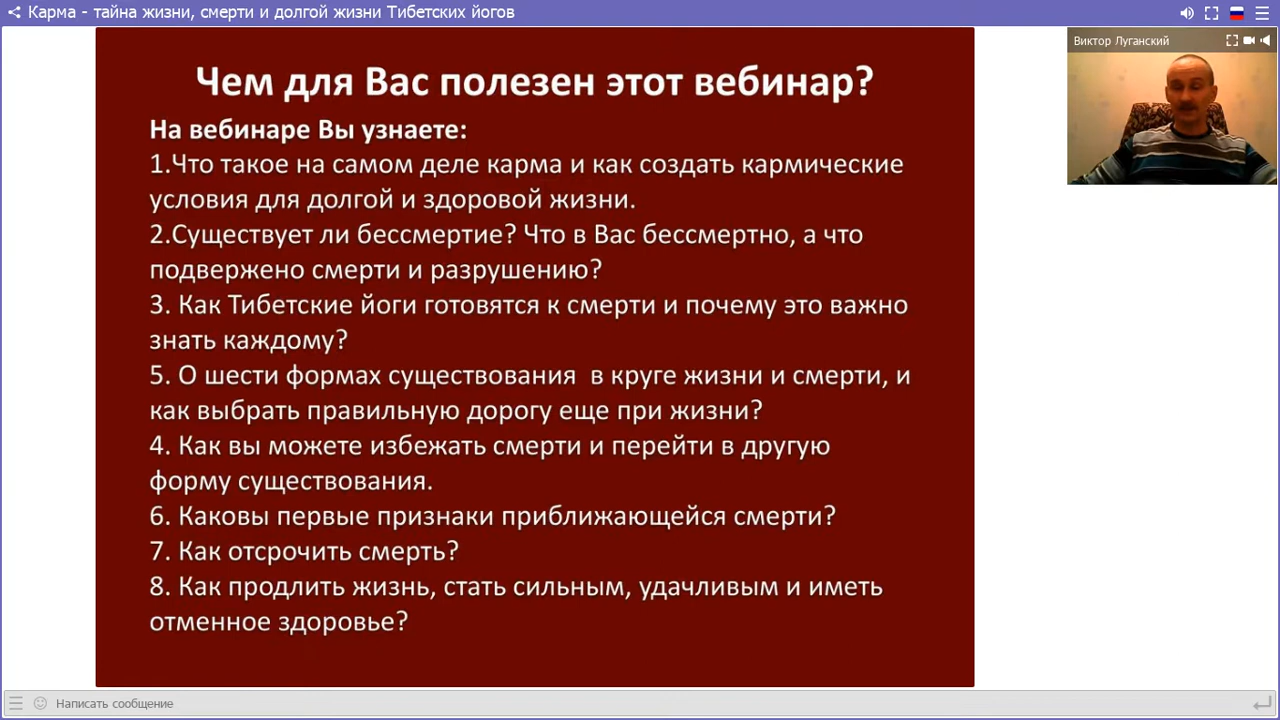 Карма - тайна жизни, смерти и долгой жизни Тибетских йогов
Виктор Луганский
Чем для Вас полезен этот вебинар?
На вебинаре Вы узнаете:
1.Что такое на самом деле карма и как создать кармические
условия для долгой и здоровой жизни.
2.Существует ли бессмертие? Что в Вас бессмертно, а что
подвержено смерти и разрушению?
3. Как Тибетские йоги готовятся к смерти и почему это важно
знать каждому?
5. О шести формах существования  в круге жизни и смерти, и
как выбрать правильную дорогу еще при жизни?
4. Как вы можете избежать смерти и перейти в другую
форму существования.
6. Каковы первые признаки приближающейся смерти?
7. Как отсрочить смерть?
8. Как продлить жизнь, стать сильным, удачливым и иметь
отменное здоровье?
Написать сообщение